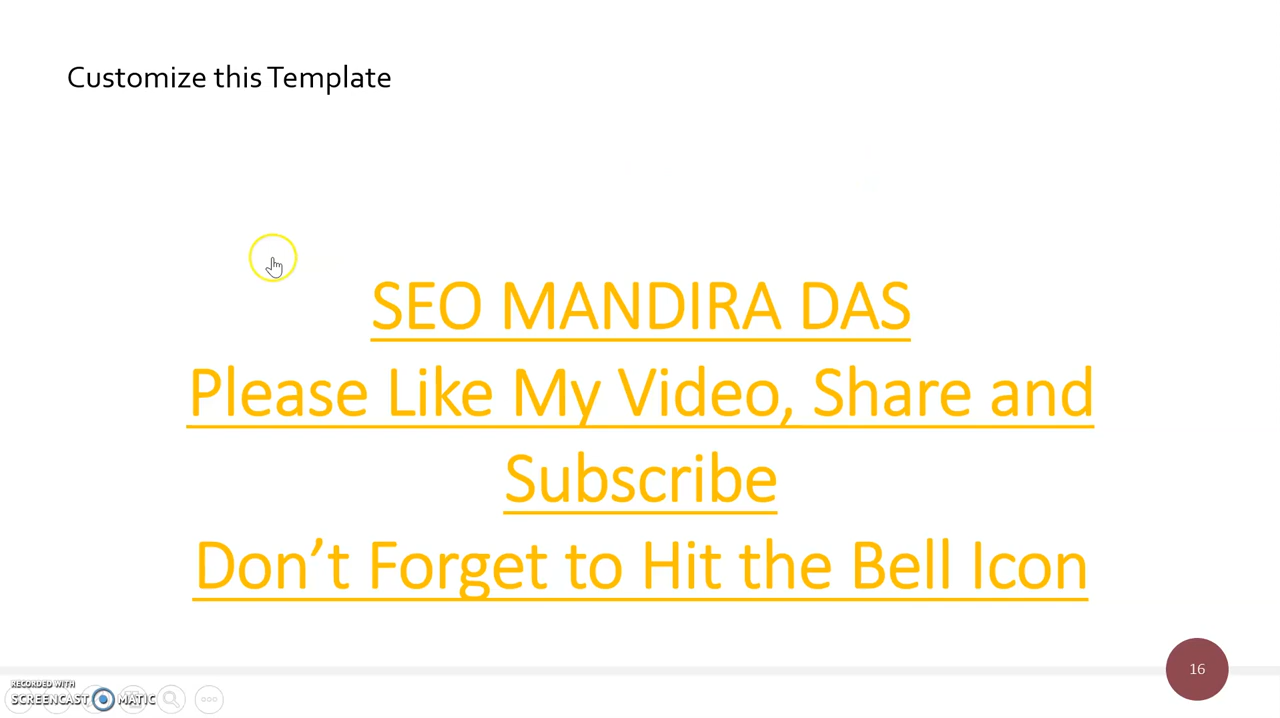 Customize this Template
SEO MANDIRA DAS
Please Like My Video, Share and
Subscribe
Don’t Forget to Hit the Bell Icon
16
RECORDED WITH
SCREENCAST MATIC